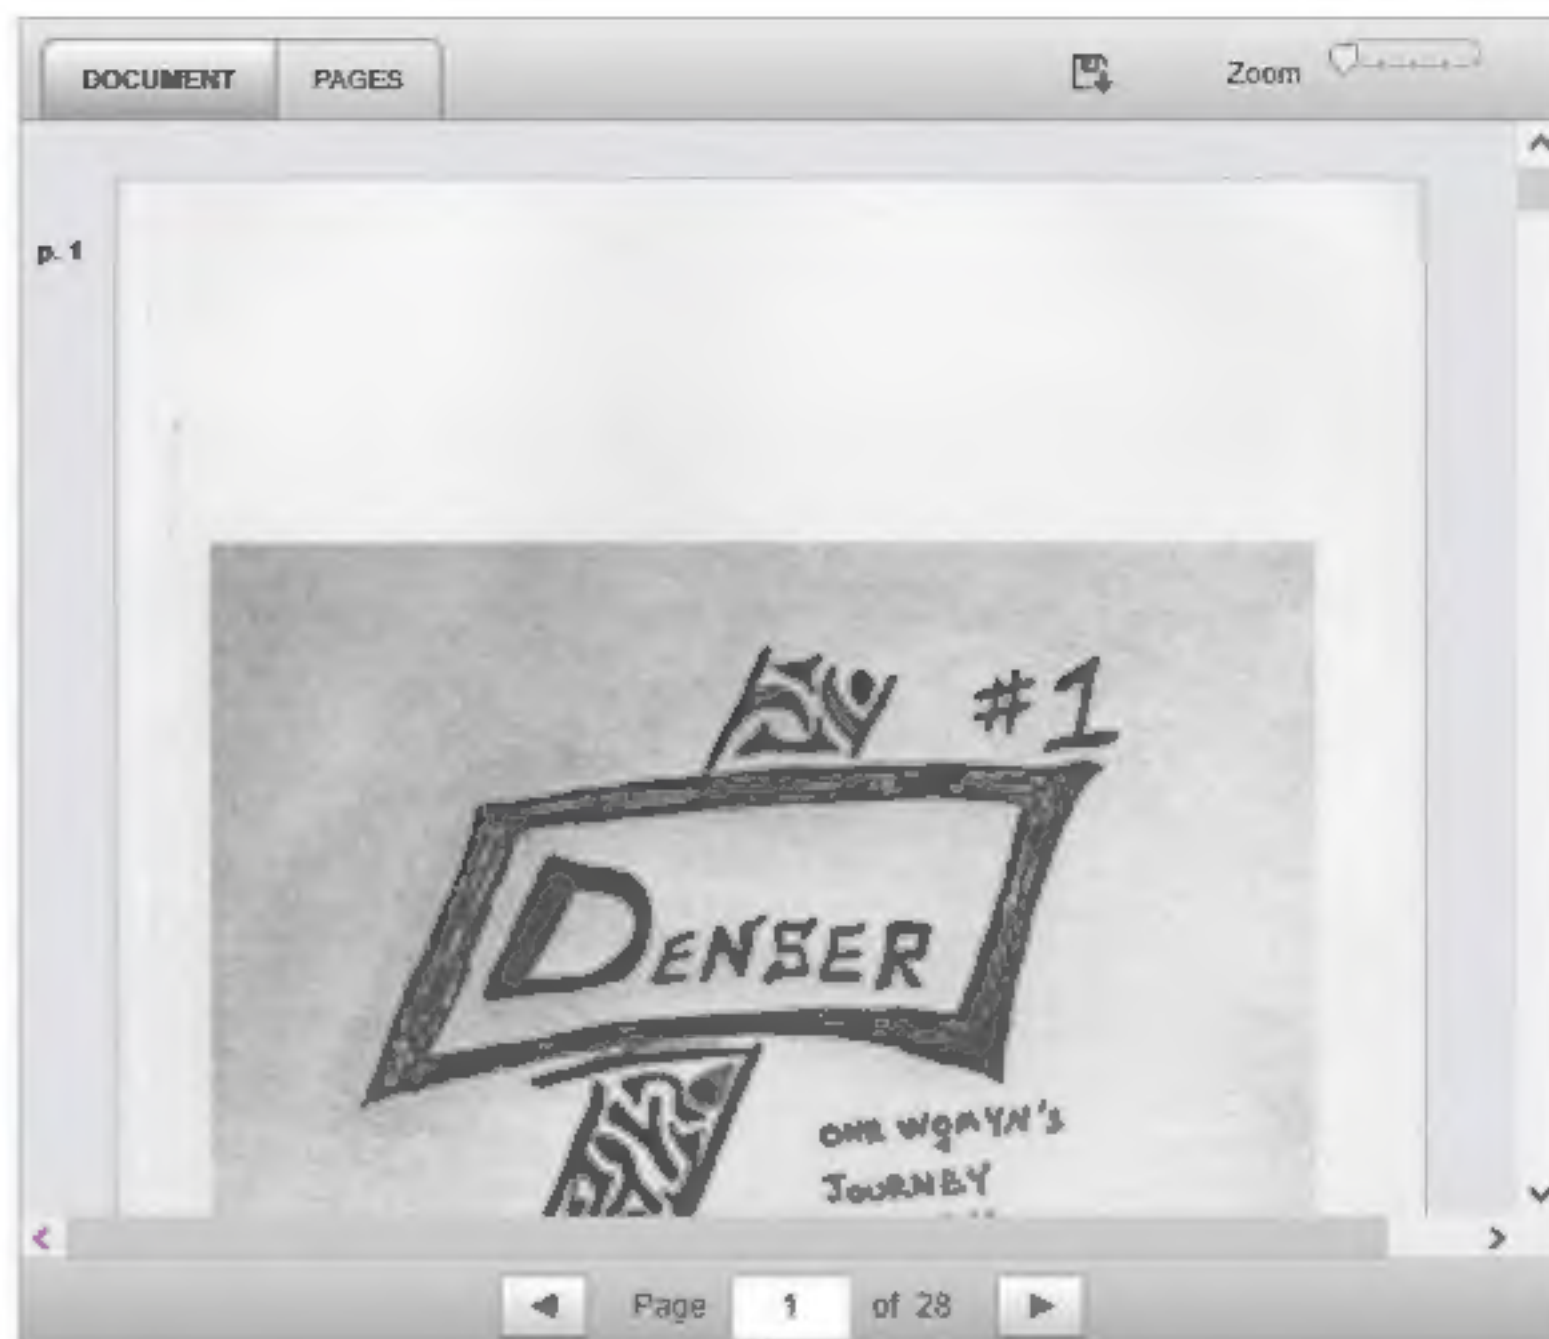 DOCUMENT PAGES Zoom
p. 1
#1
DENSER
ONE WOMYN'S
JOURNEY
Page 1 of 28